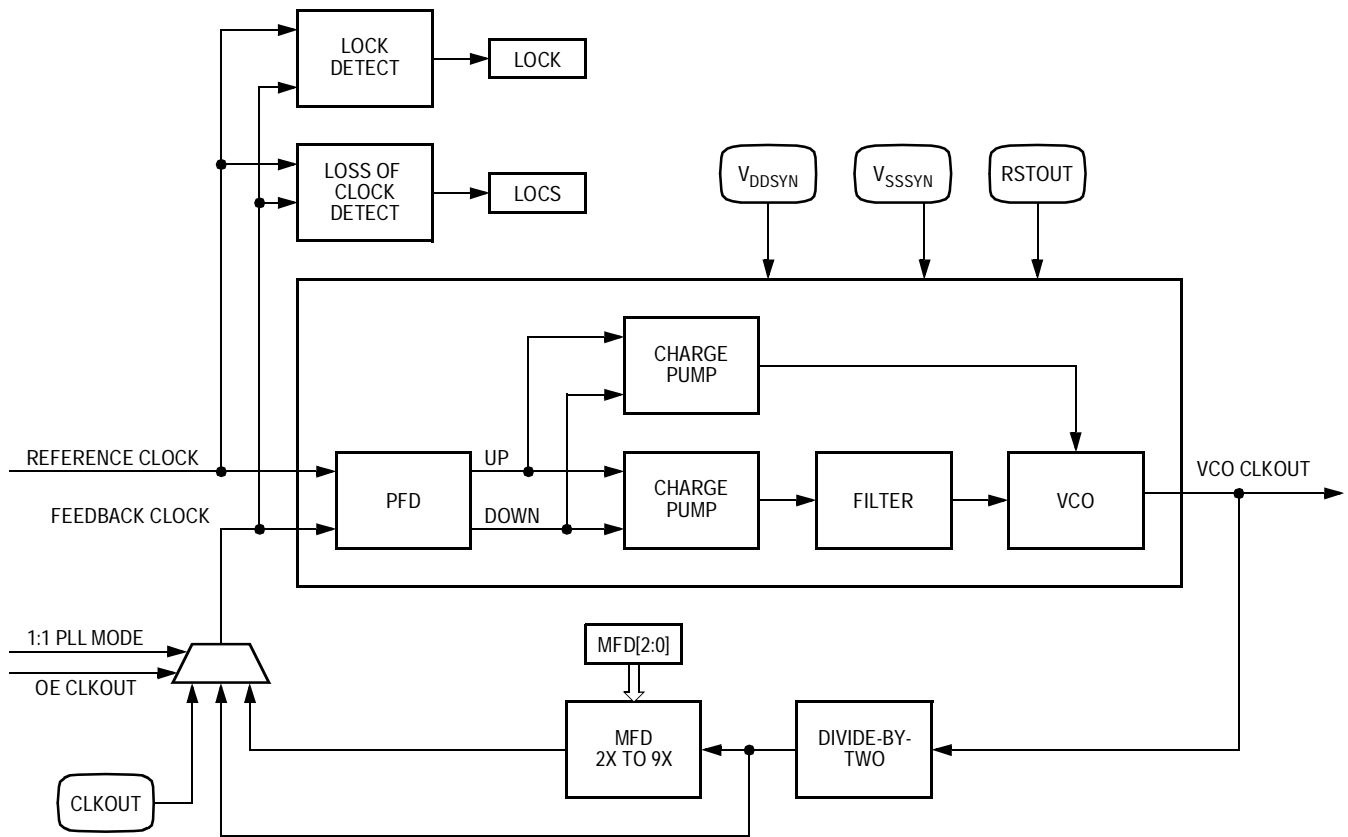 LOCK
DETECT
LOCK
LOSS OF
CLOCK
DETECT
LOCS
VDDSYN
VSSSYN
RSTOUT
CHARGE
PUMP
REFERENCE CLOCK
UP
PFD
CHARGE
PUMP
FILTER
VCO
VCO CLKOUT
FEEDBACK CLOCK
DOWN
1:1 PLL MODE
OE CLKOUT
MFD[2:0]
MFD
2X TO 9X
DIVIDE-BY-
TWO
CLKOUT